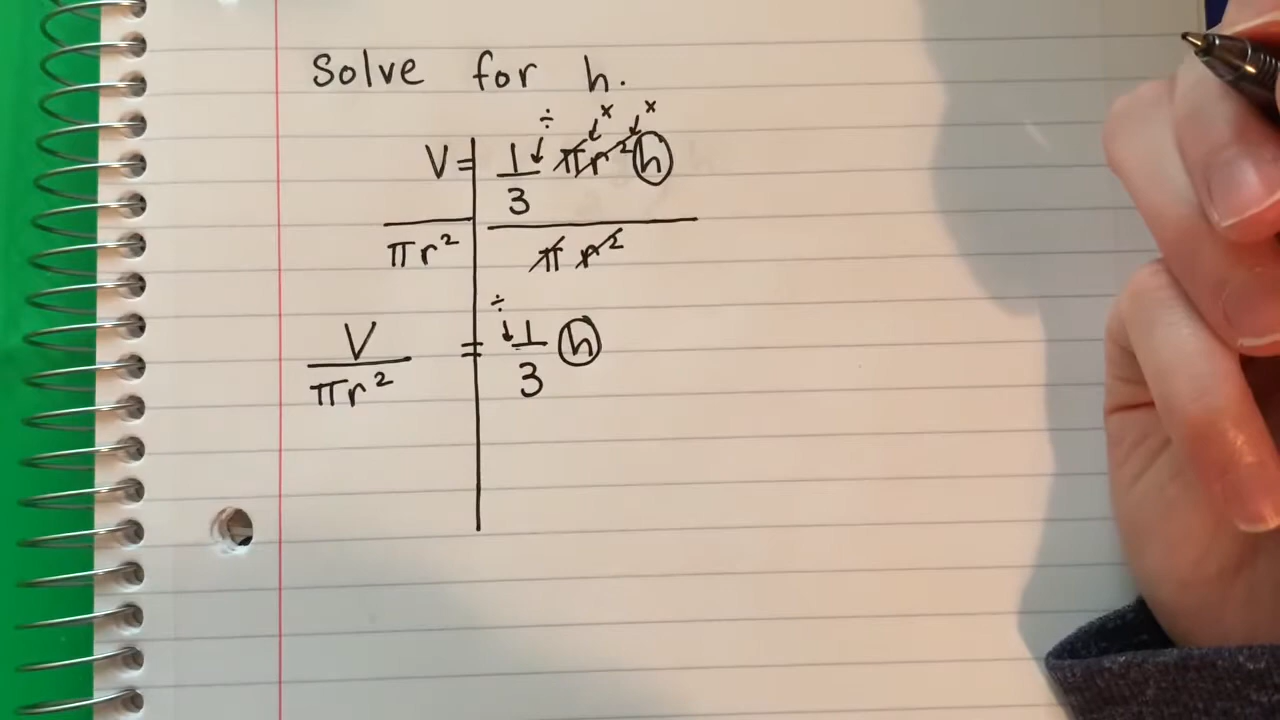 Solve for h.
÷ × ×
V = 1/3 πr² h
πr² πr²
÷
V/πr² = 1/3 h